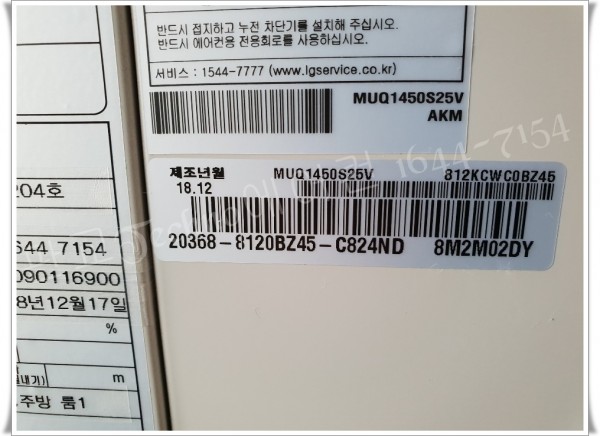 반드시 접지하고 누전 차단기를 설치해 주십시오.
반드시 에어컨용 전용회로를 사용하십시오.
서비스 : 1544-7777 (www.lgservice.co.kr)
MUQ1450S25V
AKM
제조년월
MUQ1450S25V
812KCWC0BZ45
18.12
20368-8120BZ45-C824ND
8M2M02DY
204호
644 7154
090116900
8년12월17일
%
실내기)
m
주방 룸1
1644-7154